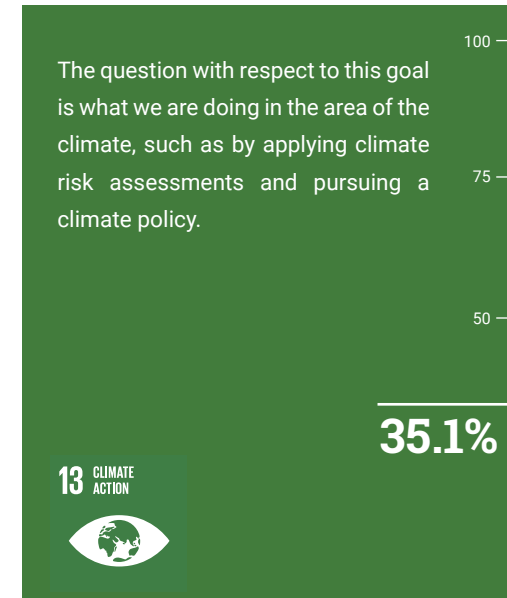 The question with respect to this goal
is what we are doing in the area of the
climate, such as by applying climate
risk assessments and pursuing a
climate policy.
100
75
50
35.1%
13 CLIMATE
ACTION